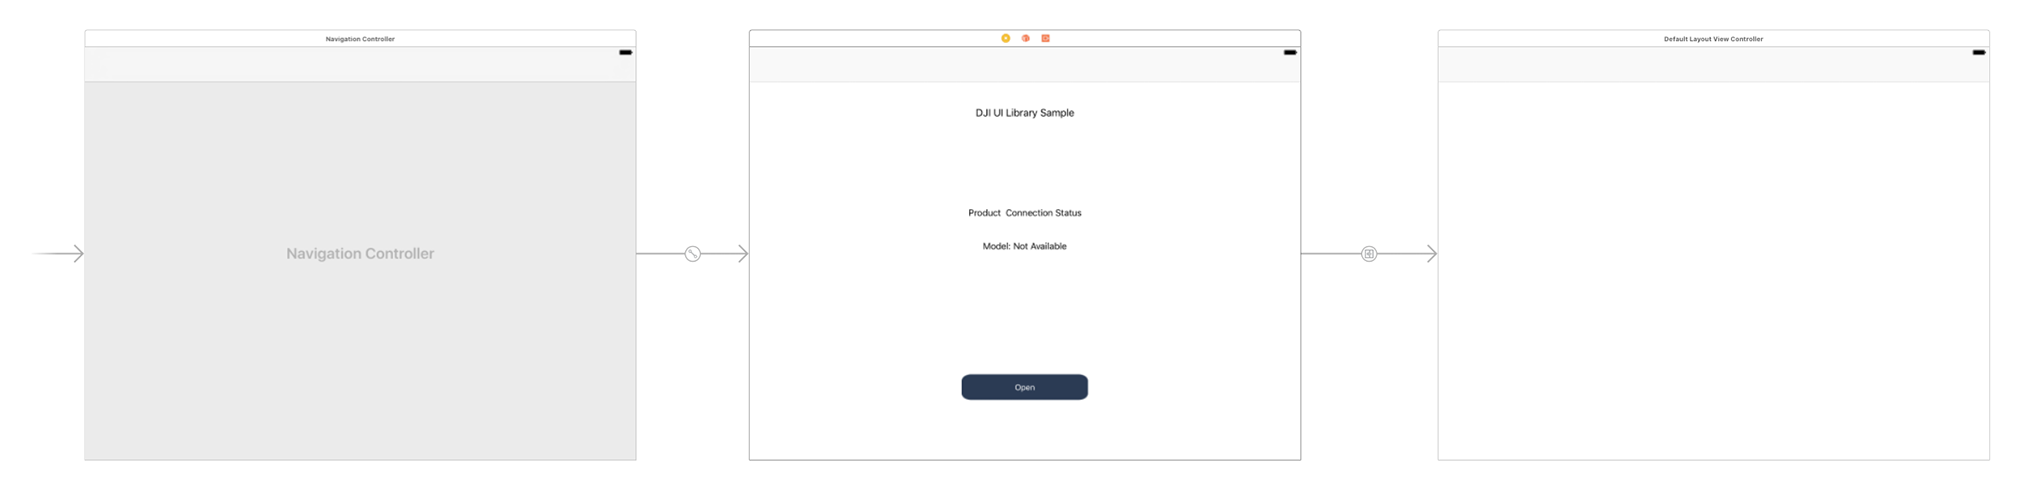 Navigation Controller
Navigation Controller
DJI UI Library Sample
Product  Connection Status
Model: Not Available
Open
Default Layout View Controller